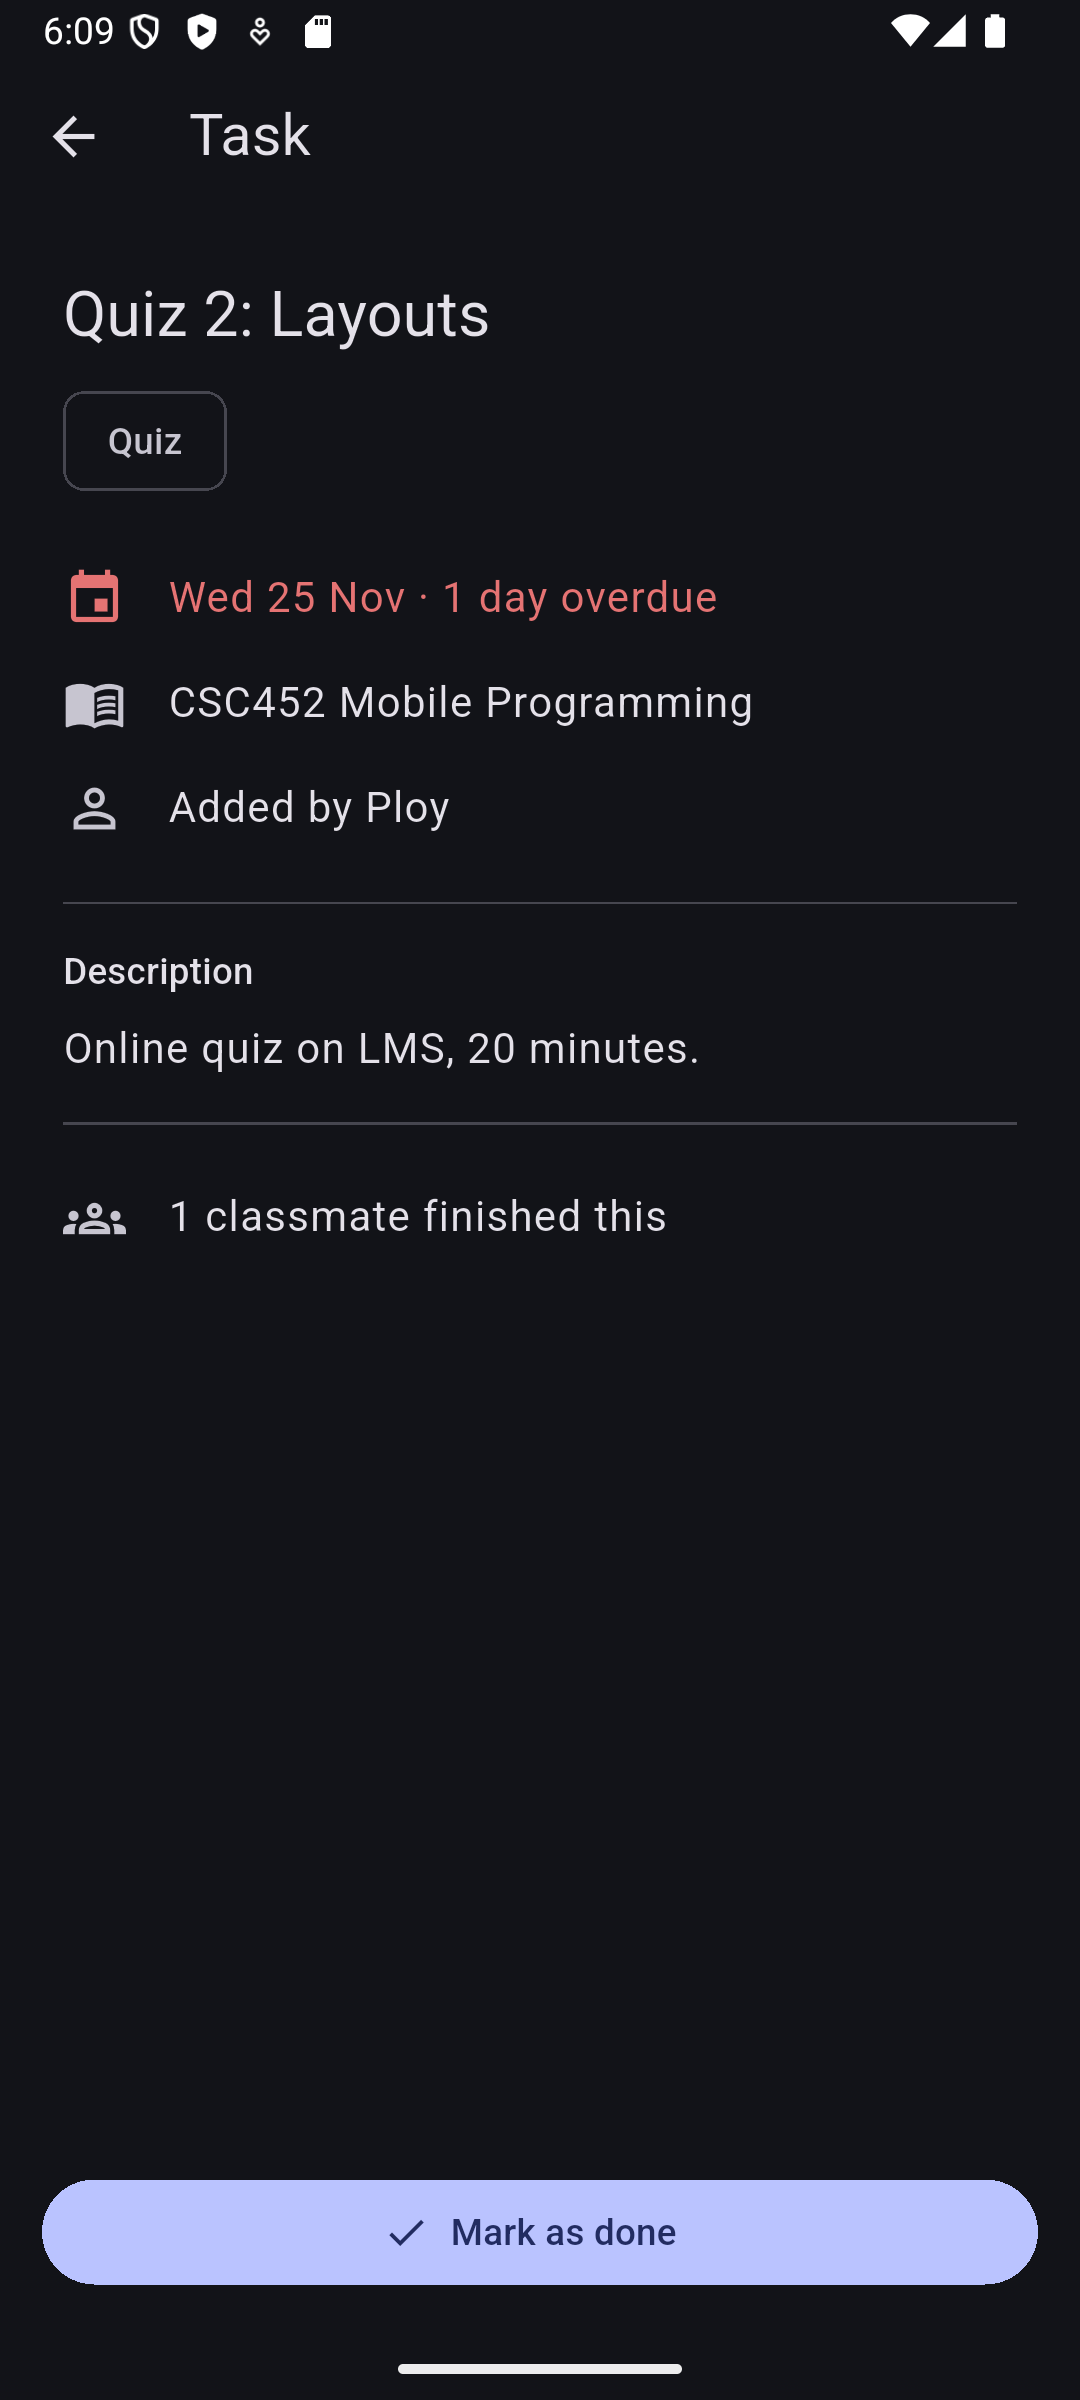 6:09
Task
Quiz 2: Layouts
Quiz
Wed 25 Nov · 1 day overdue
CSC452 Mobile Programming
Added by Ploy
Description
Online quiz on LMS, 20 minutes.
1 classmate finished this
Mark as done